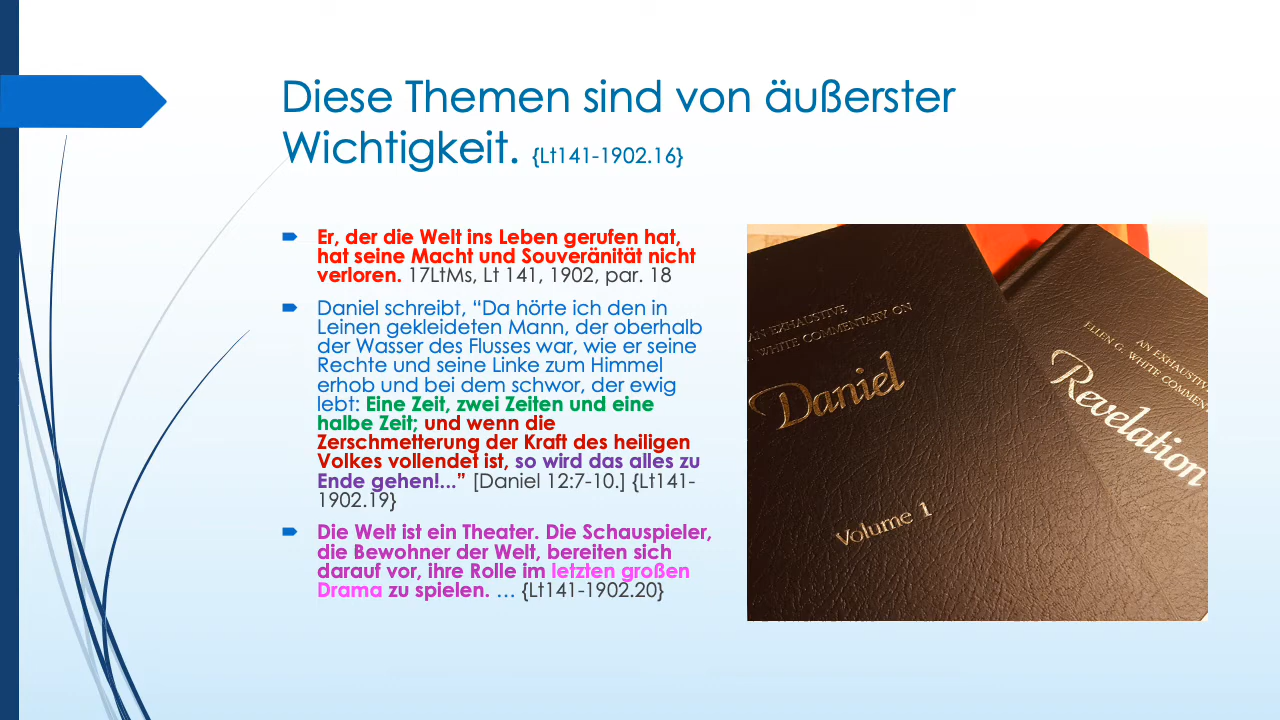 Diese Themen sind von äußerster
Wichtigkeit. {Lt141-1902.16}
Er, der die Welt ins Leben gerufen hat,
hat seine Macht und Souveränität nicht
verloren. 17LtMs, Lt 141, 1902, par. 18
Daniel schreibt, “Da hörte ich den in
Leinen gekleideten Mann, der oberhalb
der Wasser des Flusses war, wie er seine
Rechte und seine Linke zum Himmel
erhob und bei dem schwor, der ewig
lebt: Eine Zeit, zwei Zeiten und eine
halbe Zeit; und wenn die
Zerschmetterung der Kraft des heiligen
Volkes vollendet ist, so wird das alles zu
Ende gehen!...” [Daniel 12:7-10.] {Lt141-
1902.19}
Die Welt ist ein Theater. Die Schauspieler,
die Bewohner der Welt, bereiten sich
darauf vor, ihre Rolle im letzten großen
Drama zu spielen. … {Lt141-1902.20}
AN EXHAUSTIVE
WHITE COMMENTARY ON
Daniel
Volume 1
AN EXHAUSTIV
ELLEN G. WHITE COMMEN
Revelation